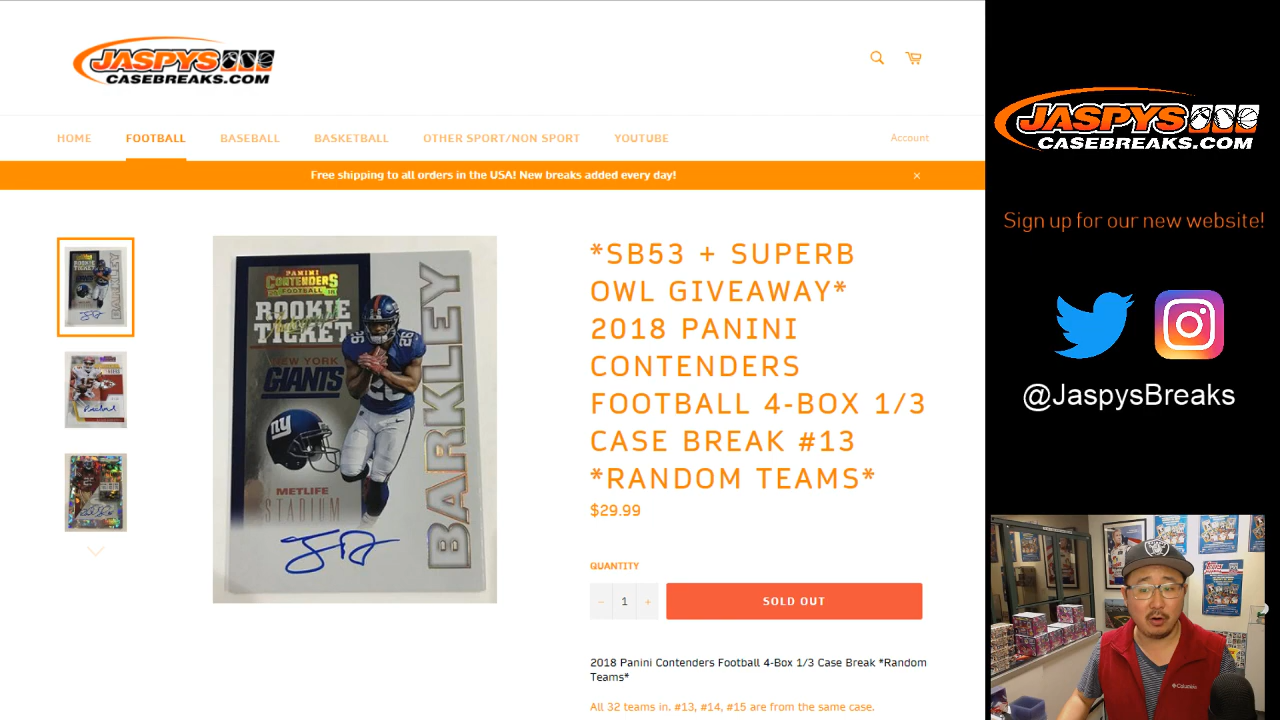 JASPYS
CASEBREAKS.COM
HOME FOOTBALL BASEBALL BASKETBALL OTHER SPORT/NON SPORT YOUTUBE Account
Free shipping to all orders in the USA! New breaks added every day! ×
PANINI
CONTENDERS
FOOTBALL
ROOKIE
TICKET
NEW YORK
GIANTS
ny
METLIFE
STADIUM
BARKLEY
*SB53 + SUPERB
OWL GIVEAWAY*
2018 PANINI
CONTENDERS
FOOTBALL 4-BOX 1/3
CASE BREAK #13
*RANDOM TEAMS*
$29.99
QUANTITY
− 1 + SOLD OUT
2018 Panini Contenders Football 4-Box 1/3 Case Break *Random
Teams*
All 32 teams in. #13, #14, #15 are from the same case.
JASPYS
CASEBREAKS.COM
Sign up for our new website!
@JaspysBreaks
Columbia